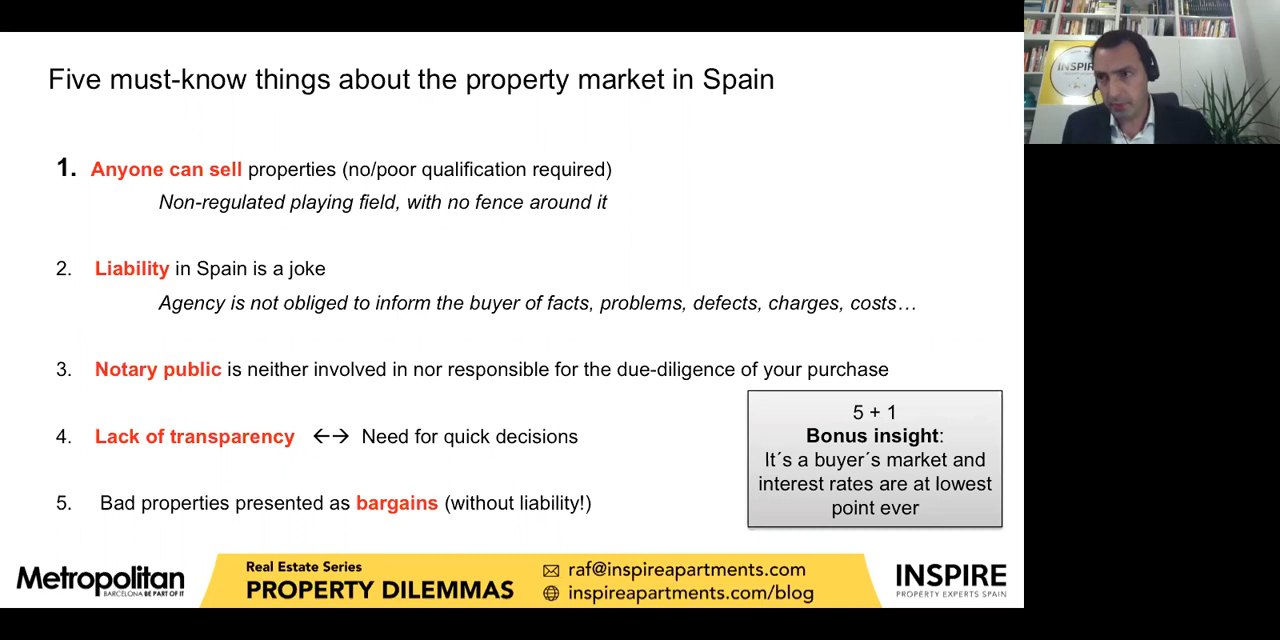 Five must-know things about the property market in Spain
1. Anyone can sell properties (no/poor qualification required)
Non-regulated playing field, with no fence around it
2. Liability in Spain is a joke
Agency is not obliged to inform the buyer of facts, problems, defects, charges, costs…
3. Notary public is neither involved in nor responsible for the due-diligence of your purchase
4. Lack of transparency ←→ Need for quick decisions
5. Bad properties presented as bargains (without liability!)
5 + 1
Bonus insight:
It´s a buyer´s market and
interest rates are at lowest
point ever
Metropolitan
BARCELONA BE PART OF IT
Real Estate Series
PROPERTY DILEMMAS
raf@inspireapartments.com
inspireapartments.com/blog
INSPIRE
PROPERTY EXPERTS SPAIN
INSPIR